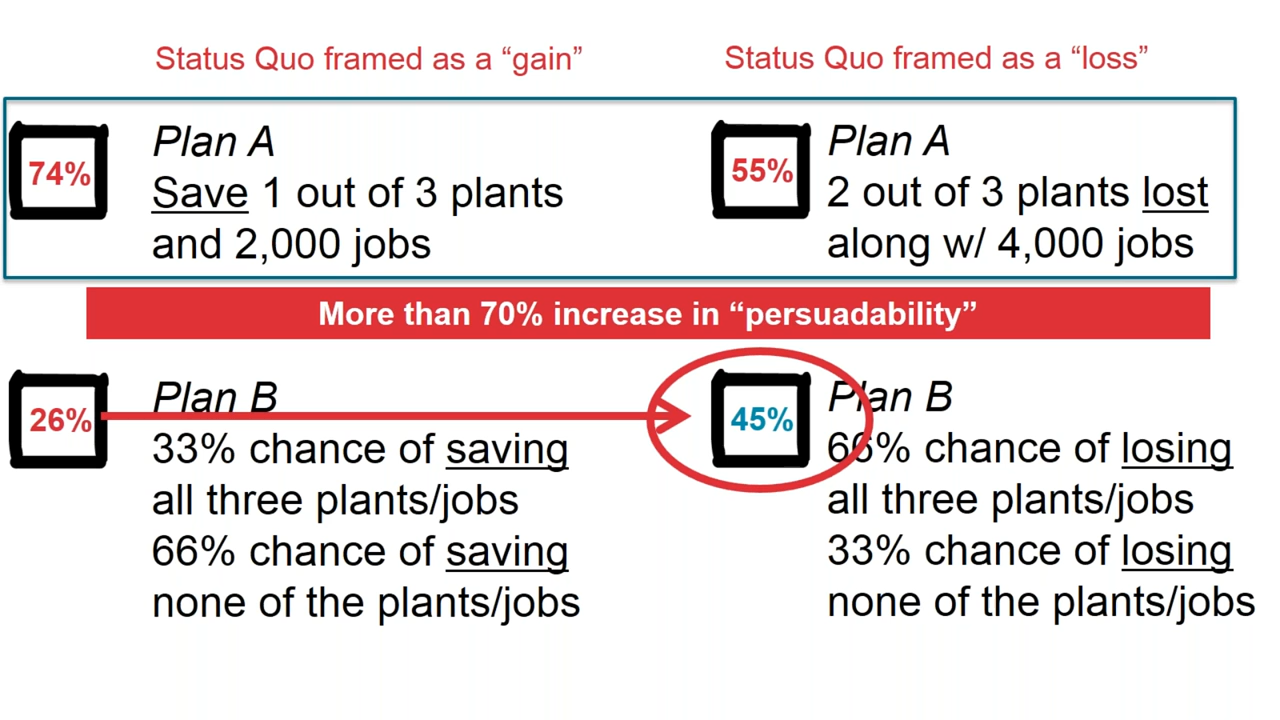 Status Quo framed as a “gain”
Status Quo framed as a “loss”
74%
Plan A
Save 1 out of 3 plants
and 2,000 jobs
55%
Plan A
2 out of 3 plants lost
along w/ 4,000 jobs
More than 70% increase in “persuadability”
26%
Plan B
33% chance of saving
all three plants/jobs
66% chance of saving
none of the plants/jobs
45%
Plan B
66% chance of losing
all three plants/jobs
33% chance of losing
none of the plants/jobs